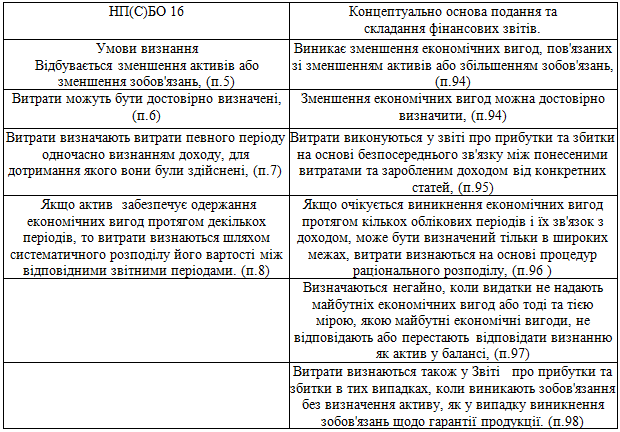 НП(С)БО 16
Концептуально основа подання та
складання фінансових звітів.
Умови визнання
Відбувається зменшення активів або
зменшення зобов'язань, (п.5)
Виникає зменшення економічних вигод, пов'язаних
зі зменшенням активів або збільшенням зобов'язань,
(п.94)
Витрати можуть бути достовірно визначені,
(п.6)
Зменшення економічних вигод можна достовірно
визначити, (п.94)
Витрати визначають витрати певного періоду
одночасно визнанням доходу, для
дотримання якого вони були здійснені, (п.7)
Витрати виконуються у звіті про прибутки та збитки
на основі безпосереднього зв'язку між понесеними
витратами та заробленим доходом від конкретних
статей, (п.95)
Якщо актив забезпечує одержання
економічних вигод протягом декількох
періодів, то витрати визнаються шляхом
систематичного розподілу його вартості між
відповідними звітними періодами. (п.8)
Якщо очікується виникнення економічних вигод
протягом кількох облікових періодів і їх зв'язок з
доходом, може бути визначений тільки в широких
межах, витрати визнаються на основі процедур
раціонального розподілу, (п.96 )
Визначаються негайно, коли видатки не надають
майбутніх економічних вигод або тоді та тією
мірою, якою майбутні економічні вигоди, не
відповідають або перестають відповідати визнанню
як актив у балансі, (п.97)
Витрати визнаються також у Звіті про прибутки та
збитки в тих випадках, коли виникають зобов'язання
без визначення активу, як у випадку виникнення
зобов'язань щодо гарантії продукції. (п.98)